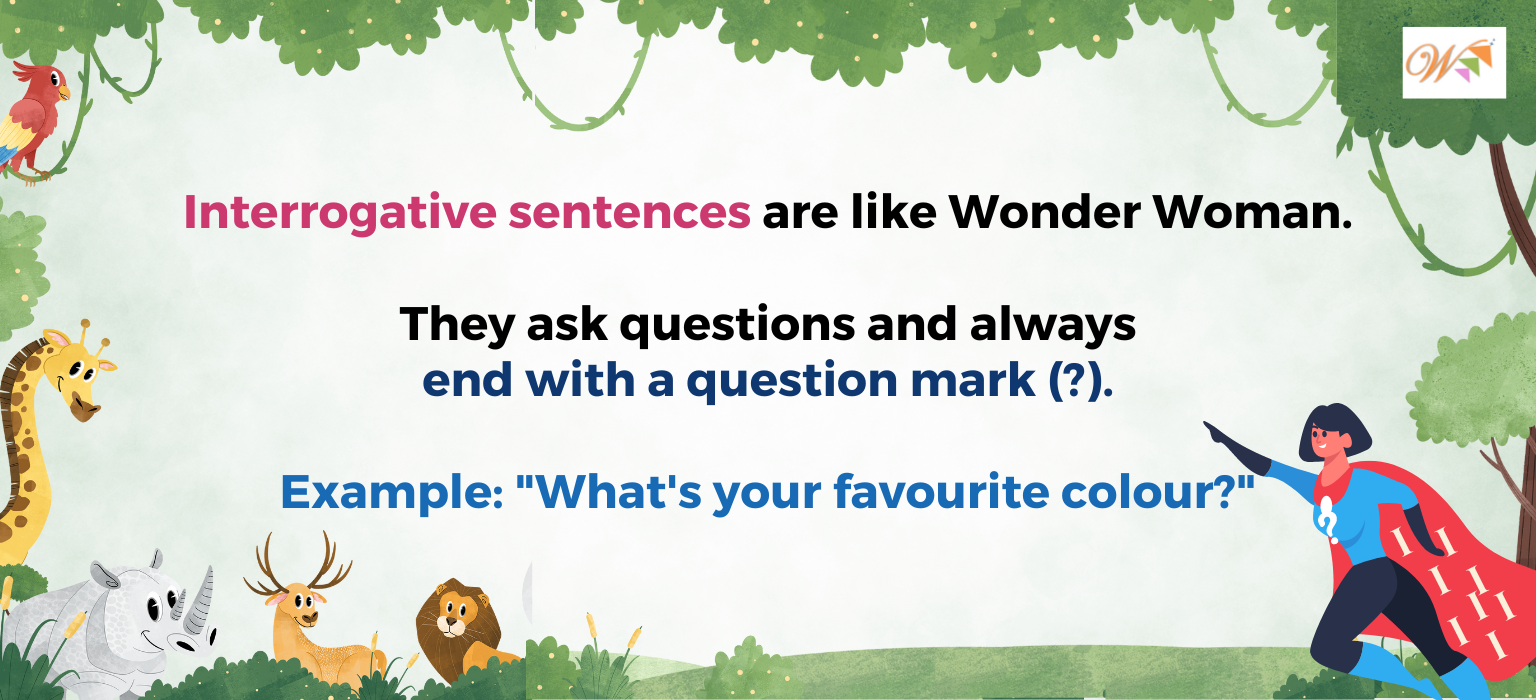 W
Interrogative sentences are like Wonder Woman.
They ask questions and always
end with a question mark (?).
Example: "What's your favourite colour?"
?
I I
I I
I I
I I